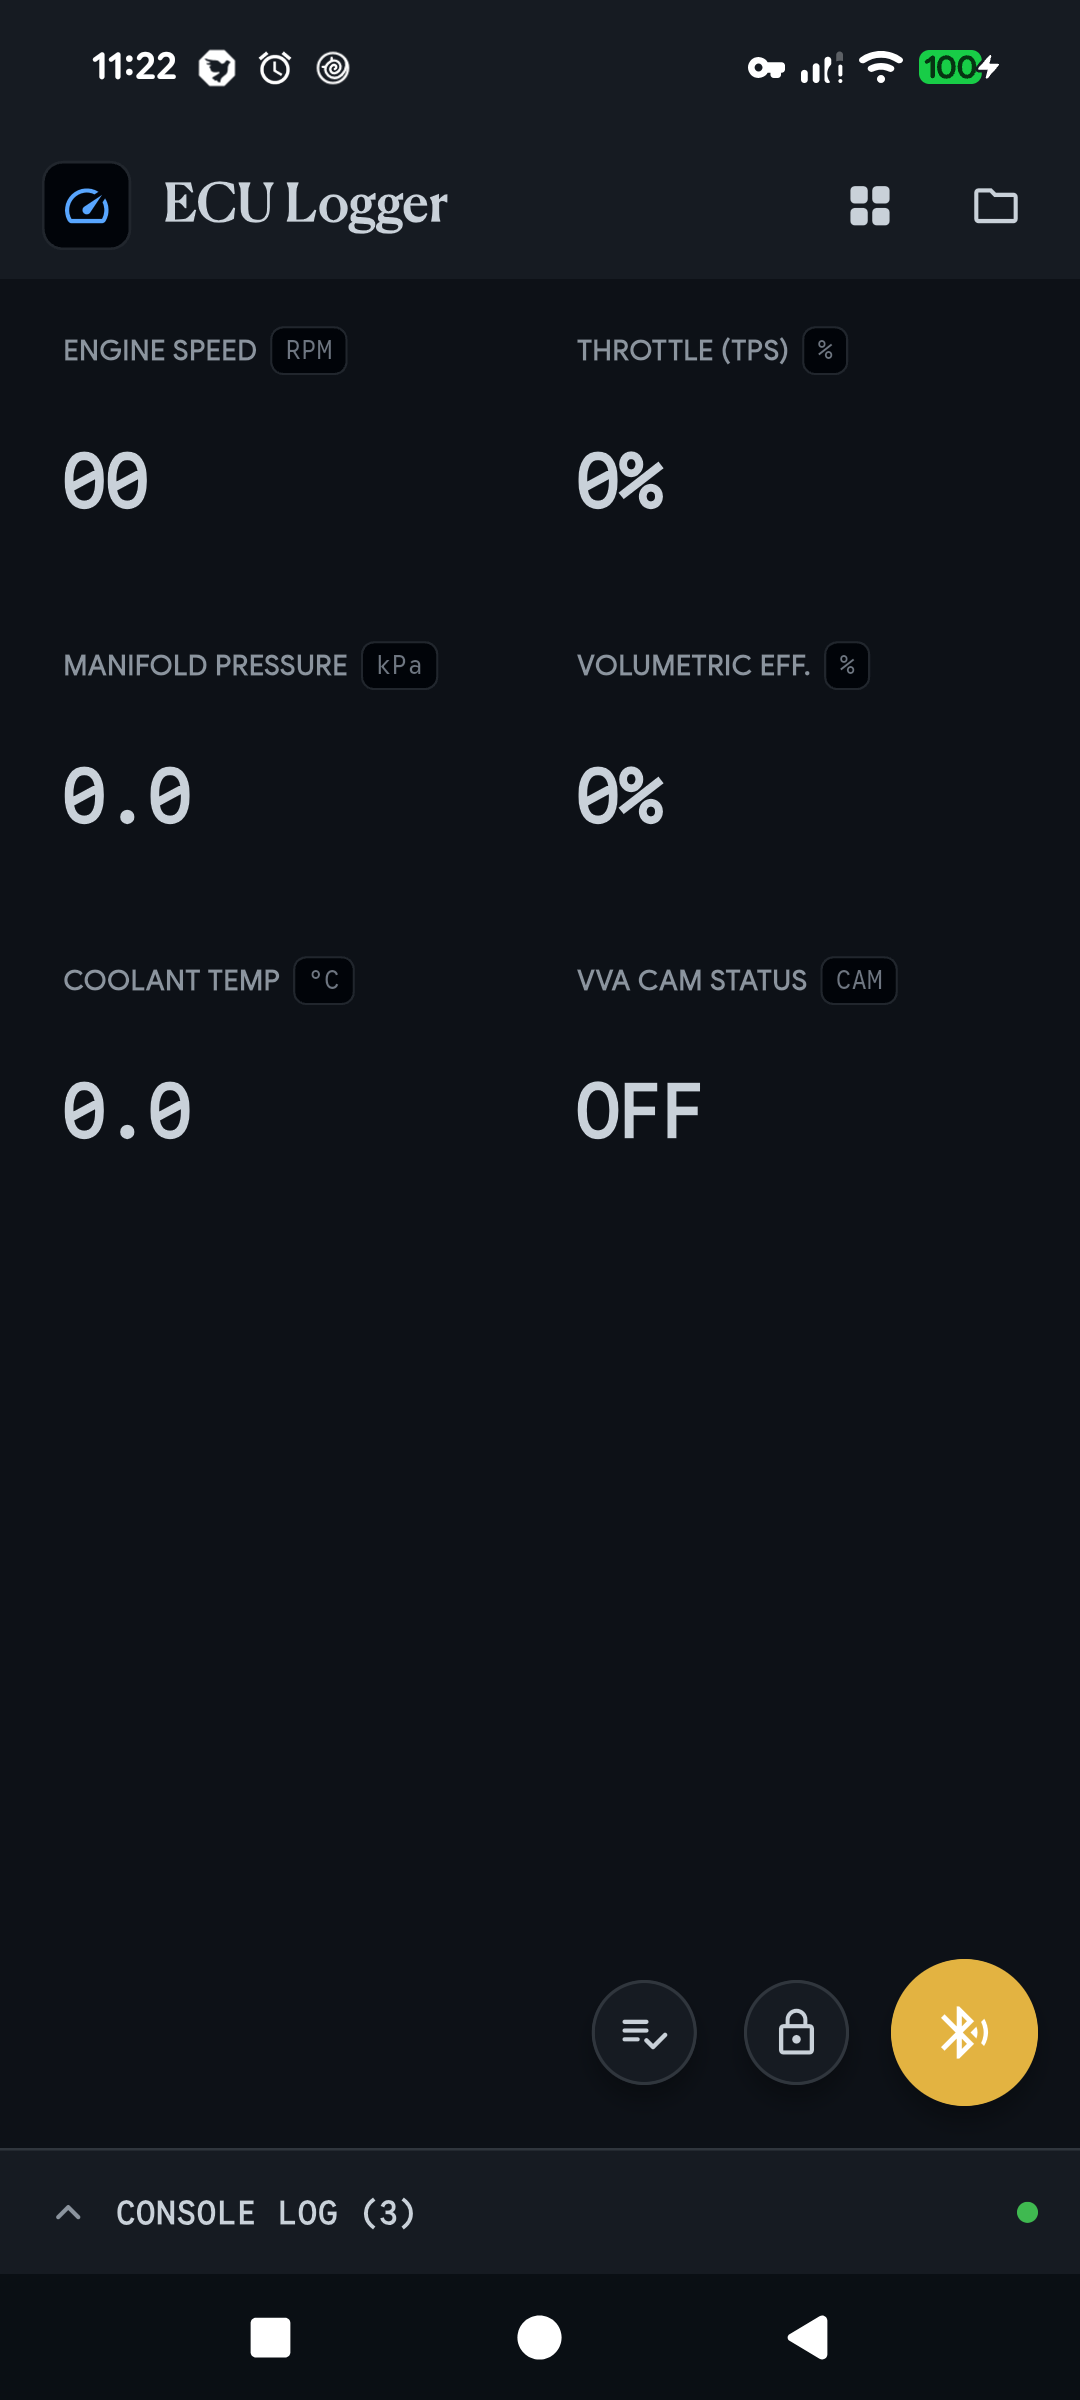 11:22
100
ECU Logger
ENGINE SPEED RPM
THROTTLE (TPS) %
00
0%
MANIFOLD PRESSURE kPa
VOLUMETRIC EFF. %
0.0
0%
COOLANT TEMP °C
VVA CAM STATUS CAM
0.0
OFF
CONSOLE LOG (3)